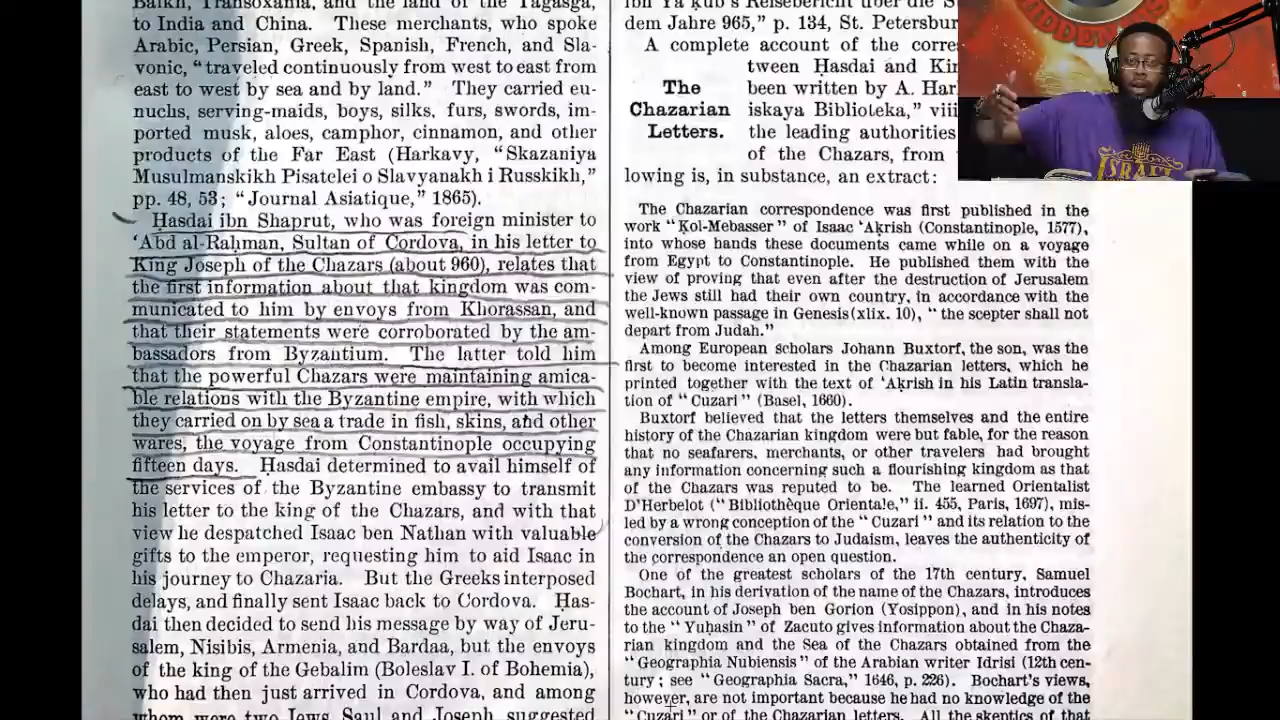 Balkh, Transoxania, and the land of the Tagasga,
to India and China. These merchants, who spoke
Arabic, Persian, Greek, Spanish, French, and Sla-
vonic, “traveled continuously from west to east from
east to west by sea and by land.” They carried eu-
nuchs, serving-maids, boys, silks, furs, swords, im-
ported musk, aloes, camphor, cinnamon, and other
products of the Far East (Harkavy, “Skazaniya
Musulmanskikh Pisatelei o Slavyanakh i Russkikh,”
pp. 48, 53; “Journal Asiatique,” 1865).
Ḥasdai ibn Shaprut, who was foreign minister to
‘Abd al-Raḥman, Sultan of Cordova, in his letter to
King Joseph of the Chazars (about 960), relates that
the first information about that kingdom was com-
municated to him by envoys from Khorassan, and
that their statements were corroborated by the am-
bassadors from Byzantium. The latter told him
that the powerful Chazars were maintaining amica-
ble relations with the Byzantine empire, with which
they carried on by sea a trade in fish, skins, and other
wares, the voyage from Constantinople occupying
fifteen days. Ḥasdai determined to avail himself of
the services of the Byzantine embassy to transmit
his letter to the king of the Chazars, and with that
view he despatched Isaac ben Nathan with valuable
gifts to the emperor, requesting him to aid Isaac in
his journey to Chazaria. But the Greeks interposed
delays, and finally sent Isaac back to Cordova. Ḥas-
dai then decided to send his message by way of Jeru-
salem, Nisibis, Armenia, and Bardaa, but the envoys
of the king of the Gebalim (Boleslav I. of Bohemia),
who had then just arrived in Cordova, and among
whom were two Jews, Saul and Joseph, suggested
ibn Ya‘ḳub's Reisebericht über die S
dem Jahre 965,” p. 134, St. Petersbur
A complete account of the corre
tween Ḥasdai and Kin
The Chazarian Letters.
been written by A. Har
iskaya Biblioteka,” viii
the leading authorities
of the Chazars, from
lowing is, in substance, an extract:
The Chazarian correspondence was first published in the
work “Ḳol-Mebasser” of Isaac ‘Aḳrish (Constantinople, 1577),
into whose hands these documents came while on a voyage
from Egypt to Constantinople. He published them with the
view of proving that even after the destruction of Jerusalem
the Jews still had their own country, in accordance with the
well-known passage in Genesis (xlix. 10), “the scepter shall not
depart from Judah.”
Among European scholars Johann Buxtorf, the son, was the
first to become interested in the Chazarian letters, which he
printed together with the text of ‘Aḳrish in his Latin transla-
tion of “Cuzari” (Basel, 1660).
Buxtorf believed that the letters themselves and the entire
history of the Chazarian kingdom were but fable, for the reason
that no seafarers, merchants, or other travelers had brought
any information concerning such a flourishing kingdom as that
of the Chazars was reputed to be. The learned Orientalist
D'Herbelot (“Bibliothèque Orientale,” ii. 455, Paris, 1697), mis-
led by a wrong conception of the “Cuzari” and its relation to the
conversion of the Chazars to Judaism, leaves the authenticity of
the correspondence an open question.
One of the greatest scholars of the 17th century, Samuel
Bochart, in his derivation of the name of the Chazars, introduces
the account of Joseph ben Gorion (Yosippon), and in his notes
to the “Yuḥasin” of Zacuto gives information about the Chaza-
rian kingdom and the Sea of the Chazars obtained from the
“Geographia Nubiensis” of the Arabian writer Idrisi (12th cen-
tury; see “Geographia Sacra,” 1646, p. 226). Bochart's views,
however, are not important because he had no knowledge of the
“Cuzari” or of the Chazarian letters. All the skeptics of that
ISRAEL